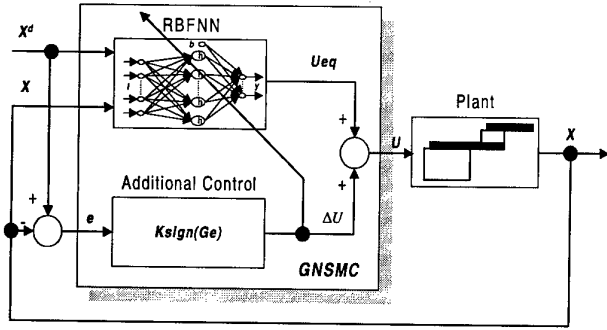 RBFNN
X^d
b
h
h
h
h
i
y
Ueq
X
+
Plant
U
X
+
Additional Control
+
-
e
Ksign(Ge)
ΔU
GNSMC